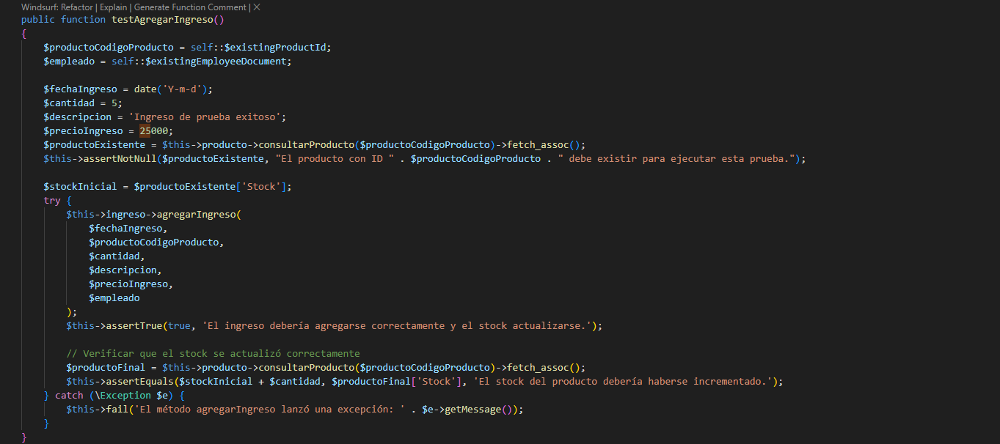 Windsurf: Refactor | Explain | Generate Function Comment | ×
public function testAgregarIngreso()
{
    $productoCodigoProducto = self::$existingProductId;
    $empleado = self::$existingEmployeeDocument;

    $fechaIngreso = date('Y-m-d');
    $cantidad = 5;
    $descripcion = 'Ingreso de prueba exitoso';
    $precioIngreso = 25000;
    $productoExistente = $this->producto->consultarProducto($productoCodigoProducto)->fetch_assoc();
    $this->assertNotNull($productoExistente, "El producto con ID " . $productoCodigoProducto . " debe existir para ejecutar esta prueba.");

    $stockInicial = $productoExistente['Stock'];
    try {
        $this->ingreso->agregarIngreso(
            $fechaIngreso,
            $productoCodigoProducto,
            $cantidad,
            $descripcion,
            $precioIngreso,
            $empleado
        );
        $this->assertTrue(true, 'El ingreso debería agregarse correctamente y el stock actualizarse.');

        // Verificar que el stock se actualizó correctamente
        $productoFinal = $this->producto->consultarProducto($productoCodigoProducto)->fetch_assoc();
        $this->assertEquals($stockInicial + $cantidad, $productoFinal['Stock'], 'El stock del producto debería haberse incrementado.');
    } catch (\Exception $e) {
        $this->fail('El método agregarIngreso lanzó una excepción: ' . $e->getMessage());
    }
}